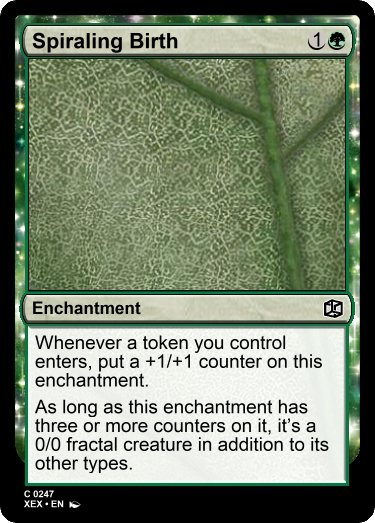 Spiraling Birth 1
Enchantment
Whenever a token you control
enters, put a +1/+1 counter on this
enchantment.
As long as this enchantment has
three or more counters on it, it's a
0/0 fractal creature in addition to its
other types.
C 0247
XEX • EN